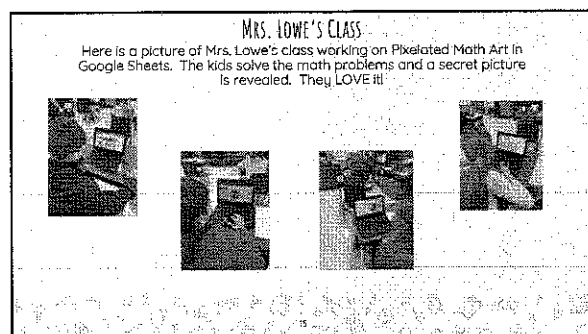 MRS. LOWE'S CLASS
Here is a picture of Mrs. Lowe's class working on Pixelated Math Art in
Google Sheets. The kids solve the math problems and a secret picture
is revealed. They LOVE it!
15